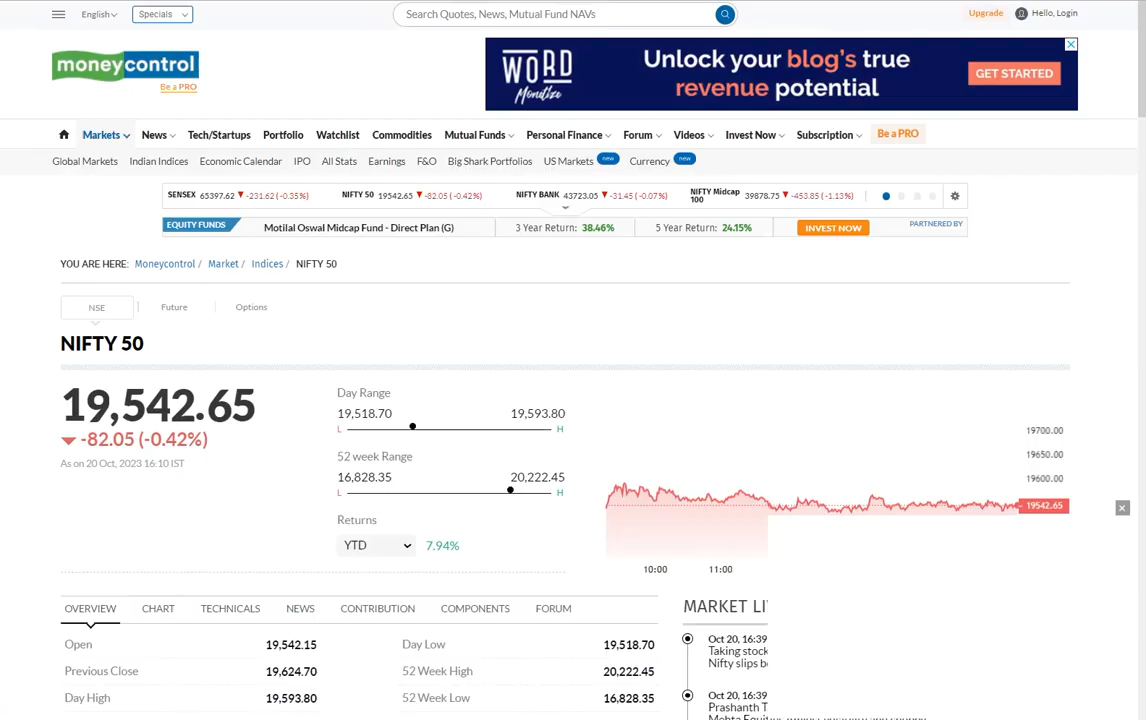 English
Specials
Search Quotes, News, Mutual Fund NAVs
Upgrade
Hello, Login
moneycontrol
Be a PRO
WORD
Monetize
Unlock your blog's true
revenue potential
GET STARTED
Markets News Tech/Startups Portfolio Watchlist Commodities Mutual Funds Personal Finance Forum Videos Invest Now Subscription Be a PRO
Global Markets Indian Indices Economic Calendar IPO All Stats Earnings F&O Big Shark Portfolios US Markets new Currency new
SENSEX 65397.62 -231.62 (-0.35%) NIFTY 50 19542.65 -82.05 (-0.42%) NIFTY BANK 43723.05 -31.45 (-0.07%) NIFTY Midcap 100 39878.75 -453.85 (-1.13%)
EQUITY FUNDS Motilal Oswal Midcap Fund - Direct Plan (G) 3 Year Return: 38.46% 5 Year Return: 24.15% INVEST NOW PARTNERED BY
YOU ARE HERE: Moneycontrol / Market / Indices / NIFTY 50
NSE Future Options
NIFTY 50
19,542.65
-82.05 (-0.42%)
As on 20 Oct, 2023 16:10 IST
Day Range
19,518.70 19,593.80
L H
52 week Range
16,828.35 20,222.45
L H
Returns
YTD 7.94%
19700.00
19650.00
19600.00
19542.65
10:00 11:00
OVERVIEW CHART TECHNICALS NEWS CONTRIBUTION COMPONENTS FORUM
Open 19,542.15 Day Low 19,518.70
Previous Close 19,624.70 52 Week High 20,222.45
Day High 19,593.80 52 Week Low 16,828.35
MARKET LI
Oct 20, 16:39
Taking stock
Nifty slips b
Oct 20, 16:39
Prashanth T